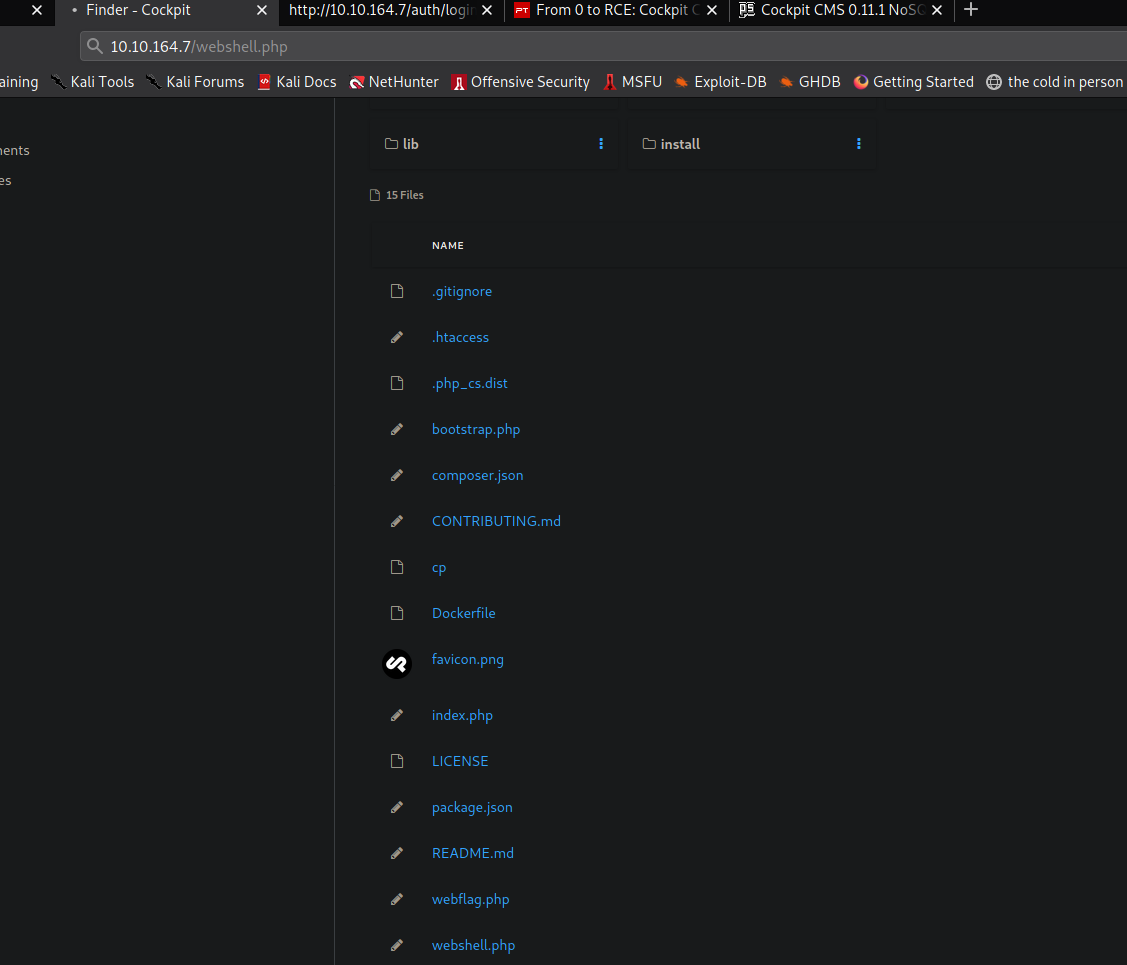 Finder - Cockpit
http://10.10.164.7/auth/login
From 0 to RCE: Cockpit C
Cockpit CMS 0.11.1 NoSQ
10.10.164.7/webshell.php
aining Kali Tools Kali Forums Kali Docs NetHunter Offensive Security MSFU Exploit-DB GHDB Getting Started the cold in person
nents
es
lib
install
15 Files
NAME
.gitignore
.htaccess
.php_cs.dist
bootstrap.php
composer.json
CONTRIBUTING.md
cp
Dockerfile
favicon.png
index.php
LICENSE
package.json
README.md
webflag.php
webshell.php